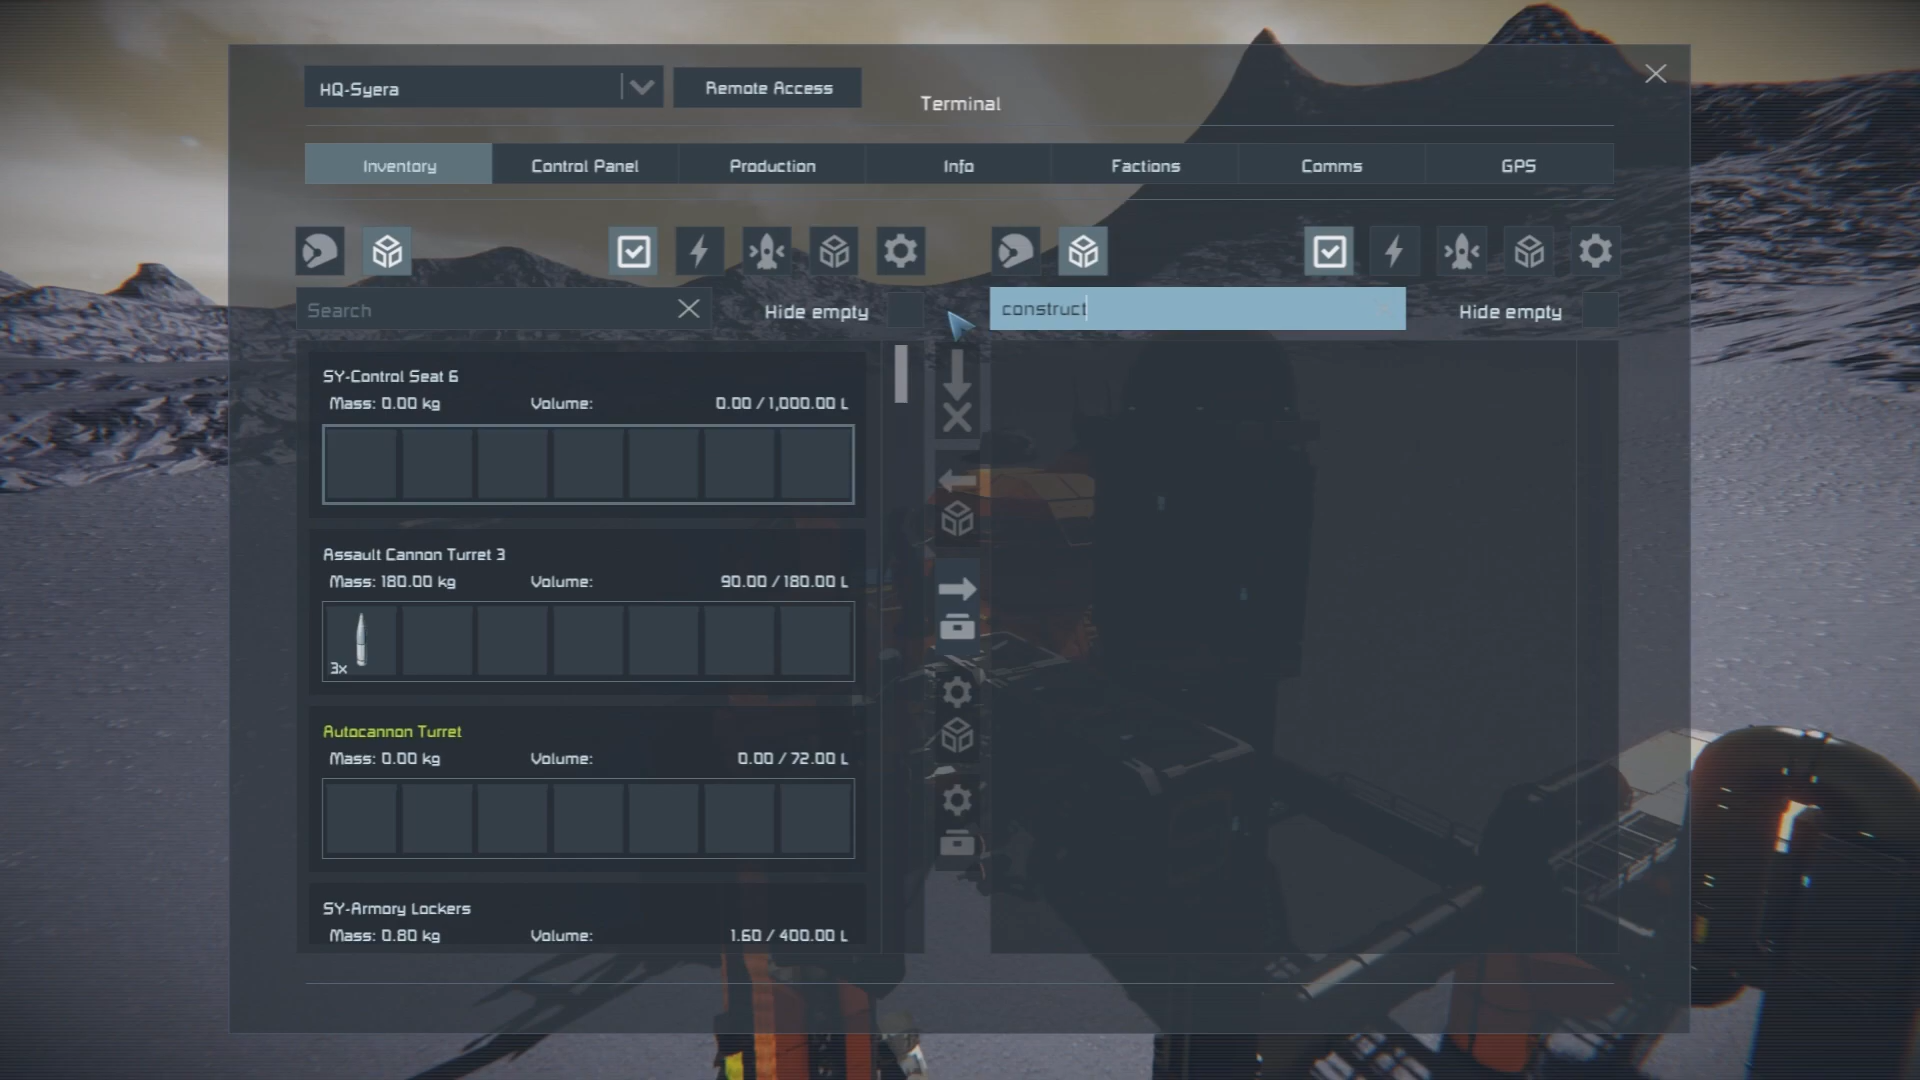 HQ-Syera
Remote Access
Terminal
Inventory
Control Panel
Production
Info
Factions
Comms
GPS
Search
Hide empty
construct
Hide empty
SY-Control Seat 6
Mass: 0.00 kg Volume: 0.00 / 1,000.00 L
Assault Cannon Turret 3
Mass: 180.00 kg Volume: 90.00 / 180.00 L
3x
Autocannon Turret
Mass: 0.00 kg Volume: 0.00 / 72.00 L
SY-Armory Lockers
Mass: 0.80 kg Volume: 1.60 / 400.00 L